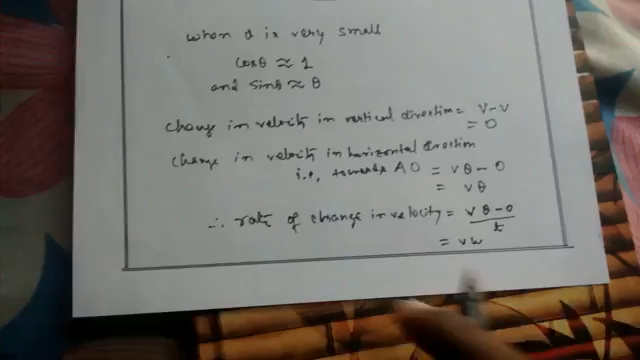 when θ is very small
cosθ ≈ 1
and sinθ ≈ θ
Change in velocity in vertical direction = V - V
= 0
Change in velocity in horizontal direction
i.e, towards AO = vθ - 0
= vθ
∴ rate of change in velocity = vθ - 0 / t
= vω